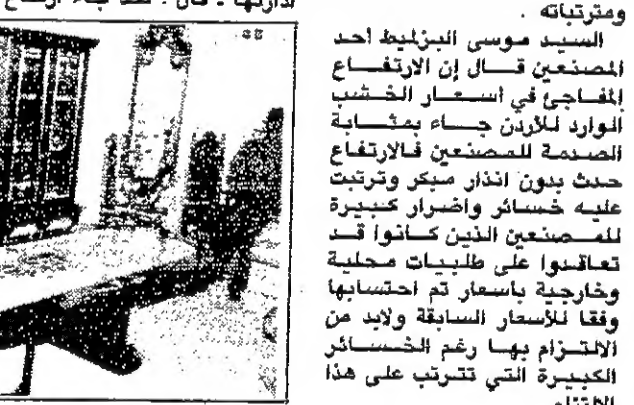 ومترتباته .
السيد موسى البزلميط احد
المصنعين قال إن الارتفاع
المفاجئ في اسعار الخشب
الوارد للأردن جاء بمثابة
الصدمة للمصنعين فالارتفاع
حدث بدون انذار مبكر وترتبت
عليه خسائر واضرار كبيرة
للمصنعين الذين كانوا قد
تعاقدوا على طلبيات محلية
وخارجية باسعار تم احتسابها
وفقا للأسعار السابقة ولابد من
الالتزام بها رغم الخسائر
الكبيرة التي تترتب على هذا